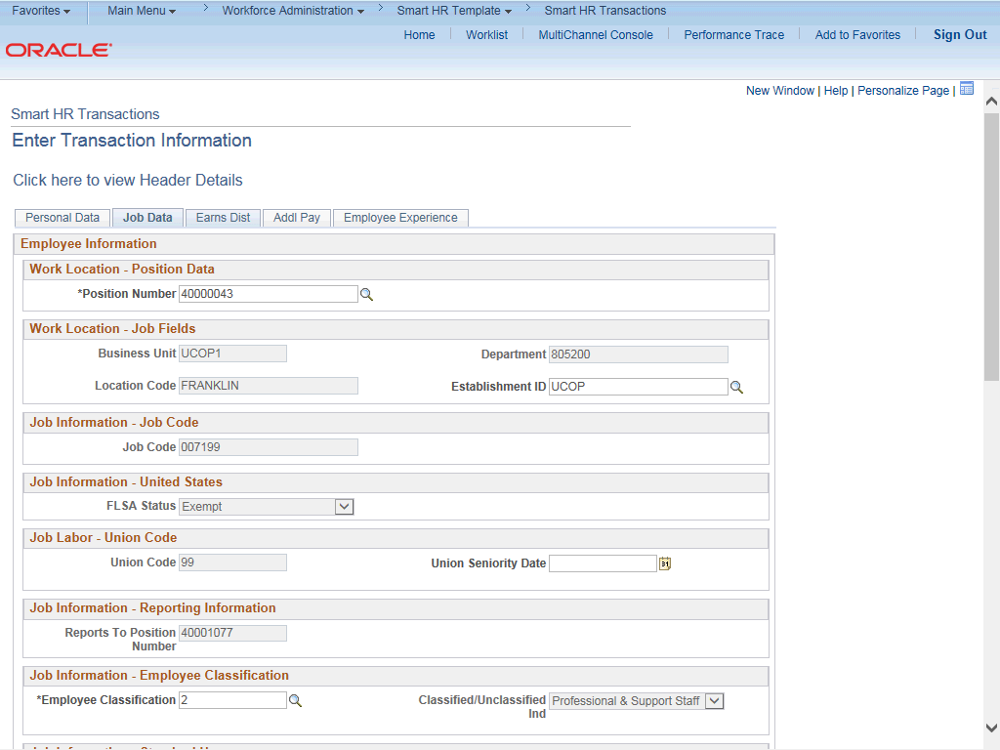 Favorites Main Menu > Workforce Administration > Smart HR Template > Smart HR Transactions
Home Worklist MultiChannel Console Performance Trace Add to Favorites Sign Out
ORACLE
New Window | Help | Personalize Page |
Smart HR Transactions
Enter Transaction Information
Click here to view Header Details
Personal Data Job Data Earns Dist Addl Pay Employee Experience
Employee Information
Work Location - Position Data
*Position Number 40000043
Work Location - Job Fields
Business Unit UCOP1 Department 805200
Location Code FRANKLIN Establishment ID UCOP
Job Information - Job Code
Job Code 007199
Job Information - United States
FLSA Status Exempt
Job Labor - Union Code
Union Code 99 Union Seniority Date 31
Job Information - Reporting Information
Reports To Position Number 40001077
Job Information - Employee Classification
*Employee Classification 2 Classified/Unclassified Ind Professional & Support Staff